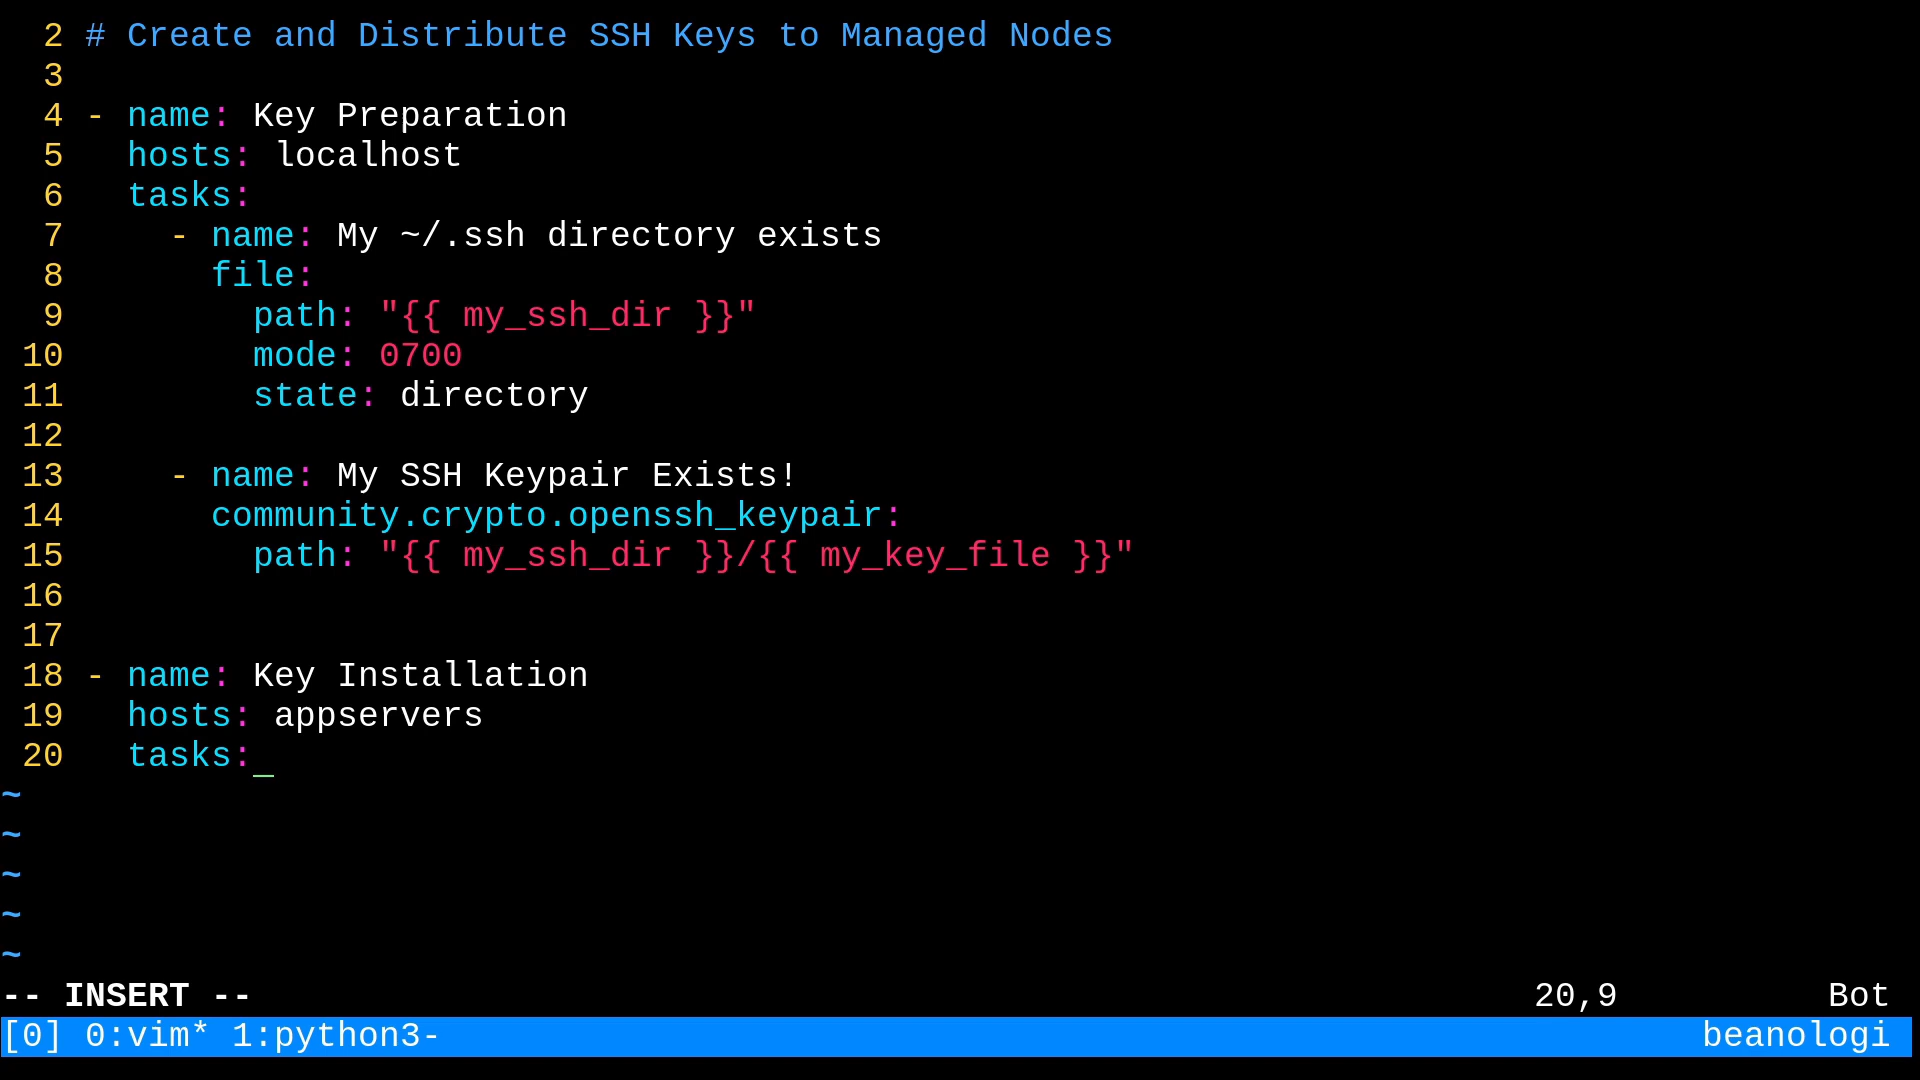 2 # Create and Distribute SSH Keys to Managed Nodes
3
4 - name: Key Preparation
5   hosts: localhost
6   tasks:
7     - name: My ~/.ssh directory exists
8       file:
9         path: "{{ my_ssh_dir }}"
10         mode: 0700
11         state: directory
12
13     - name: My SSH Keypair Exists!
14       community.crypto.openssh_keypair:
15         path: "{{ my_ssh_dir }}/{{ my_key_file }}"
16
17
18 - name: Key Installation
19   hosts: appservers
20   tasks:
~
~
~
~
~
-- INSERT -- 20,9 Bot
[0] 0:vim* 1:python3- beanologi